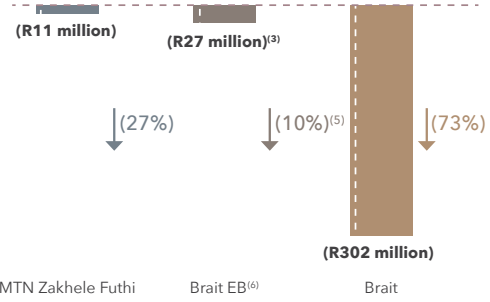 (R11 million)
(R27 million)(3)
(27%)
(10%)(5)
(73%)
(R302 million)
MTN Zakhele Futhi
Brait EB(6)
Brait